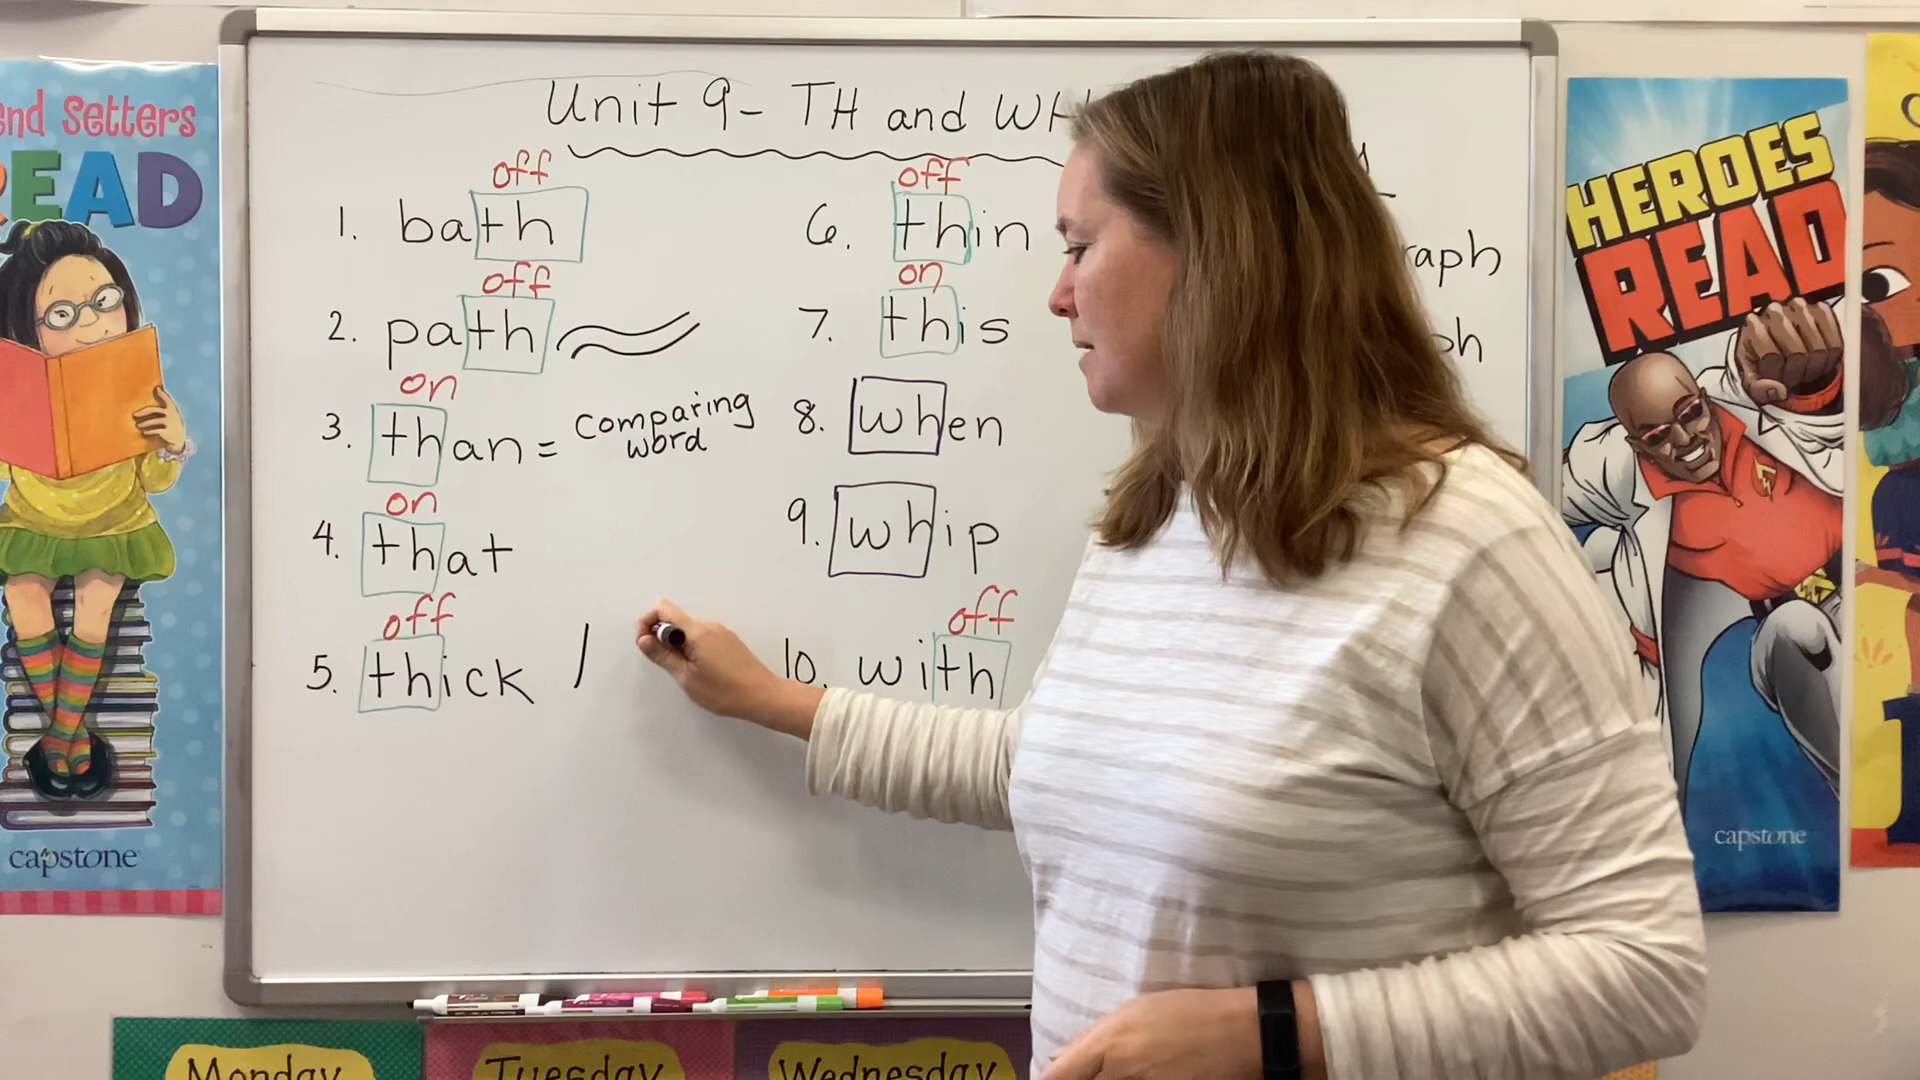 Unit 9- TH and WH
off
1. bath
off
2. path
on
3. than = comparing word
on
4. that
off
5. thick /
off
6. thin
on
7. this
8. when
9. whip
off
10. with
Setters
READ
capstone
HEROES
READ
capstone
Monday
Tuesday
Wednesday